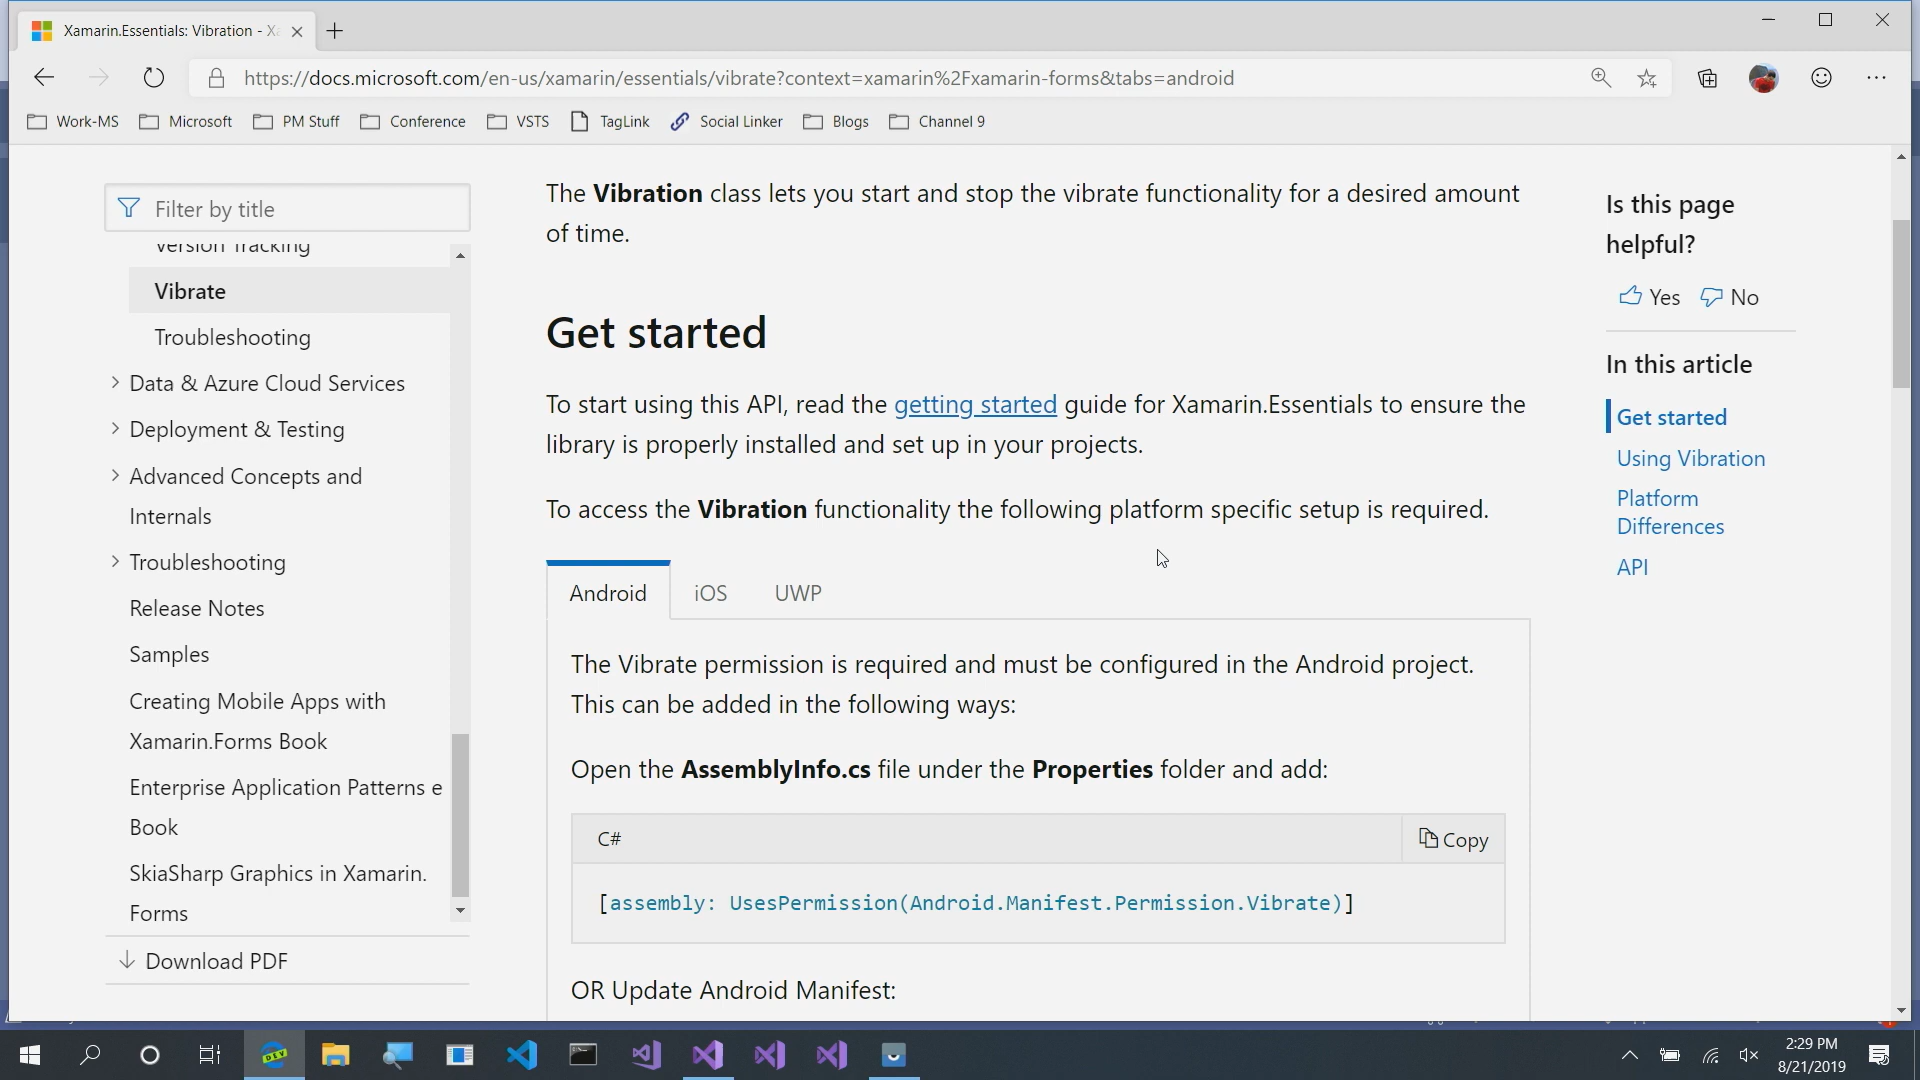 Xamarin.Essentials: Vibration - Xa
https://docs.microsoft.com/en-us/xamarin/essentials/vibrate?context=xamarin%2Fxamarin-forms&tabs=android
Work-MS
Microsoft
PM Stuff
Conference
VSTS
TagLink
Social Linker
Blogs
Channel 9
Filter by title
Version Tracking
Vibrate
Troubleshooting
Data & Azure Cloud Services
Deployment & Testing
Advanced Concepts and
Internals
Troubleshooting
Release Notes
Samples
Creating Mobile Apps with
Xamarin.Forms Book
Enterprise Application Patterns e
Book
SkiaSharp Graphics in Xamarin.
Forms
Download PDF
The Vibration class lets you start and stop the vibrate functionality for a desired amount
of time.
Get started
To start using this API, read the getting started guide for Xamarin.Essentials to ensure the
library is properly installed and set up in your projects.
To access the Vibration functionality the following platform specific setup is required.
Android
iOS
UWP
The Vibrate permission is required and must be configured in the Android project.
This can be added in the following ways:
Open the AssemblyInfo.cs file under the Properties folder and add:
C#
Copy
[assembly: UsesPermission(Android.Manifest.Permission.Vibrate)]
OR Update Android Manifest:
Is this page
helpful?
Yes
No
In this article
Get started
Using Vibration
Platform
Differences
API
DEV
2:29 PM
8/21/2019